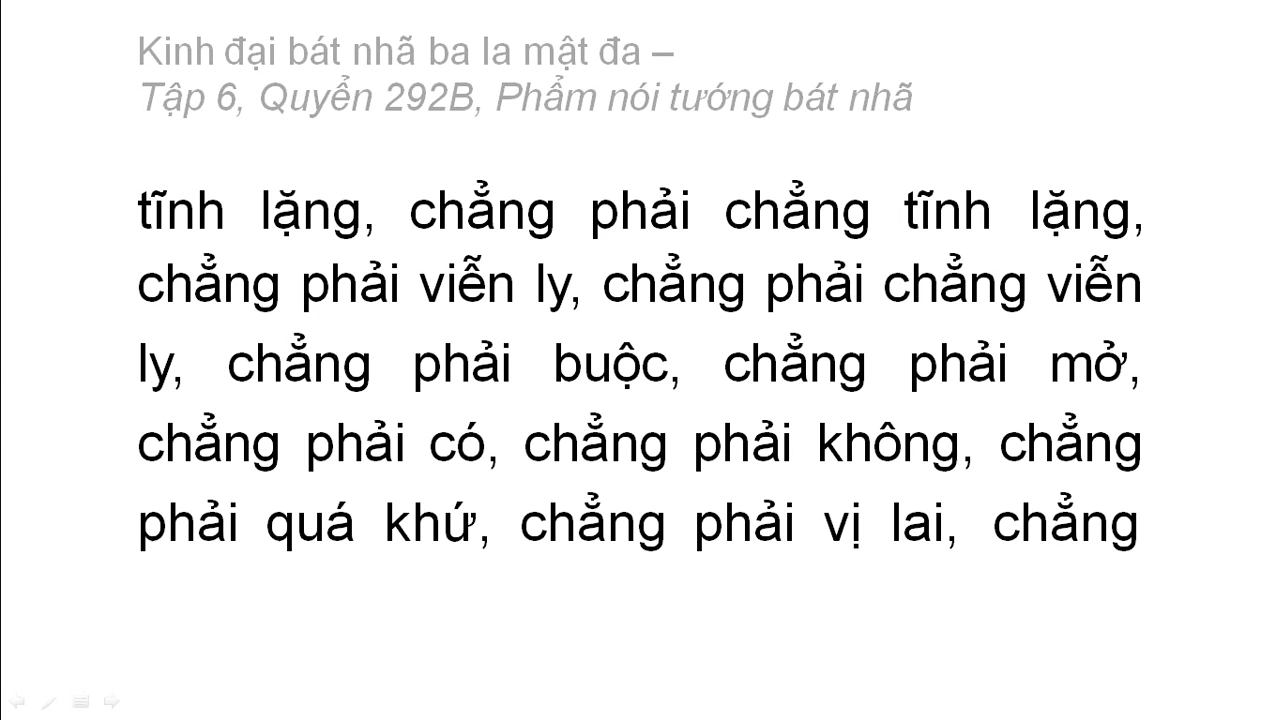 Kinh đại bát nhã ba la mật đa –
Tập 6, Quyển 292B, Phẩm nói tướng bát nhã
tĩnh lặng, chẳng phải chẳng tĩnh lặng,
chẳng phải viễn ly, chẳng phải chẳng viễn
ly, chẳng phải buộc, chẳng phải mở,
chẳng phải có, chẳng phải không, chẳng
phải quá khứ, chẳng phải vị lai, chẳng